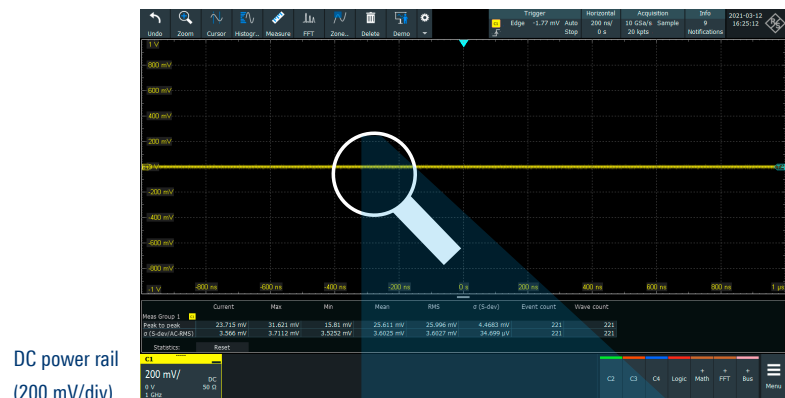 Undo Zoom Cursor Histogr... Measure FFT Zone.. Delete Demo
Trigger Horizontal Acquisition Info 2021-03-12
C1 Edge -1.77 mV Auto 200 ns/ 10 GSa/s Sample 9 16:25:12
Stop 0 s 20 kpts Notifications
1 V
800 mV
600 mV
400 mV
200 mV
-200 mV
-400 mV
-600 mV
-800 mV
-1 V -800 ns -600 ns -400 ns -200 ns 0 s 200 ns 400 ns 600 ns 800 ns 1 µs
Current Max Min Mean RMS σ (S-dev) Event count Wave count
Meas Group 1 C1
Peak to peak 23.715 mV 31.621 mV 15.81 mV 25.611 mV 25.996 mV 4.4683 mV 221 221
σ (S-dev/AC-RMS) 3.566 mV 3.7112 mV 3.5252 mV 3.6025 mV 3.6027 mV 34.699 µV 221 221
Statistics: Reset
DC power rail
(200 mV/div)
C1
200 mV/ DC
0 V 50 Ω
1 GHz
C2 C3 C4 Logic + Math + FFT + Bus Menu